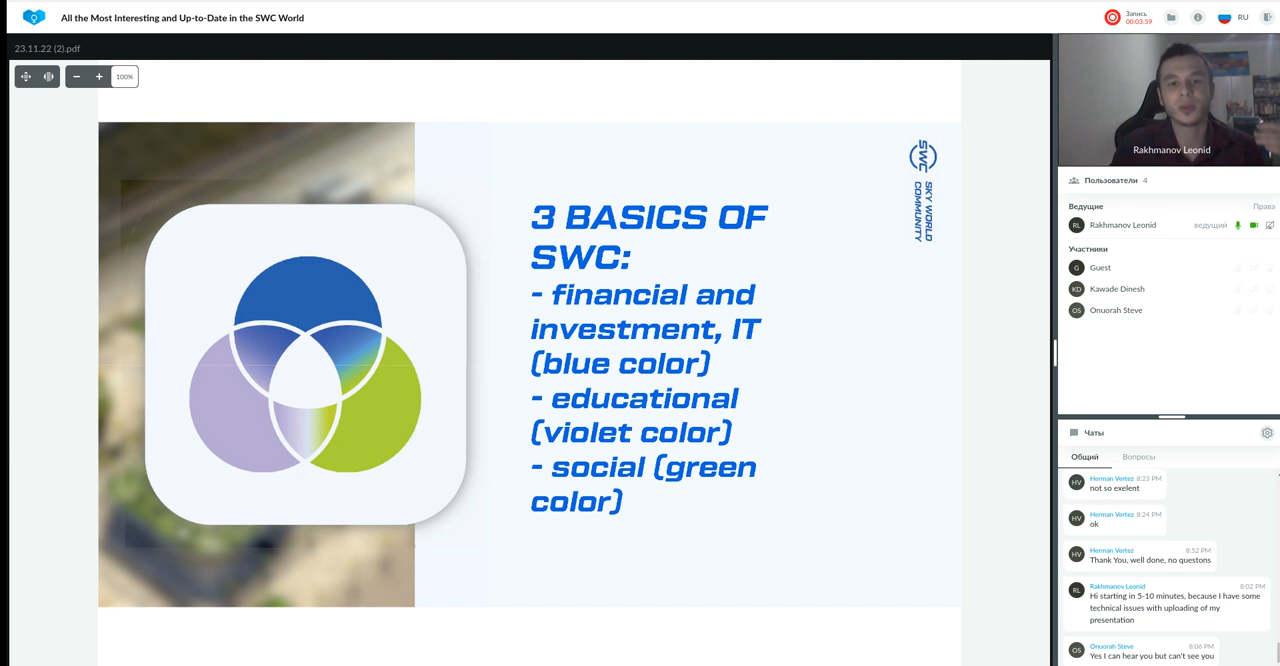 All the Most Interesting and Up-to-Date in the SWC World
Запись
00:03:59
RU
23.11.22 (2).pdf
100%
SWC
SKY WORLD
COMMUNITY
3 BASICS OF
SWC:
- financial and
investment, IT
(blue color)
- educational
(violet color)
- social (green
color)
Rakhmanov Leonid
Пользователи 4
Ведущие Права
RL Rakhmanov Leonid ведущий
Участники
G Guest
KD Kawade Dinesh
OS Onuorah Steve
Чаты
Общий Вопросы
HV Herman Vertez 8:23 PM
not so exelent
HV Herman Vertez 8:24 PM
ok
HV Herman Vertez 8:52 PM
Thank You, well done, no questons
RL Rakhmanov Leonid 8:02 PM
Hi starting in 5-10 minutes, because I have some
technical issues with uploading of my
presentation
OS Onuorah Steve 8:06 PM
Yes I can hear you but can't see you